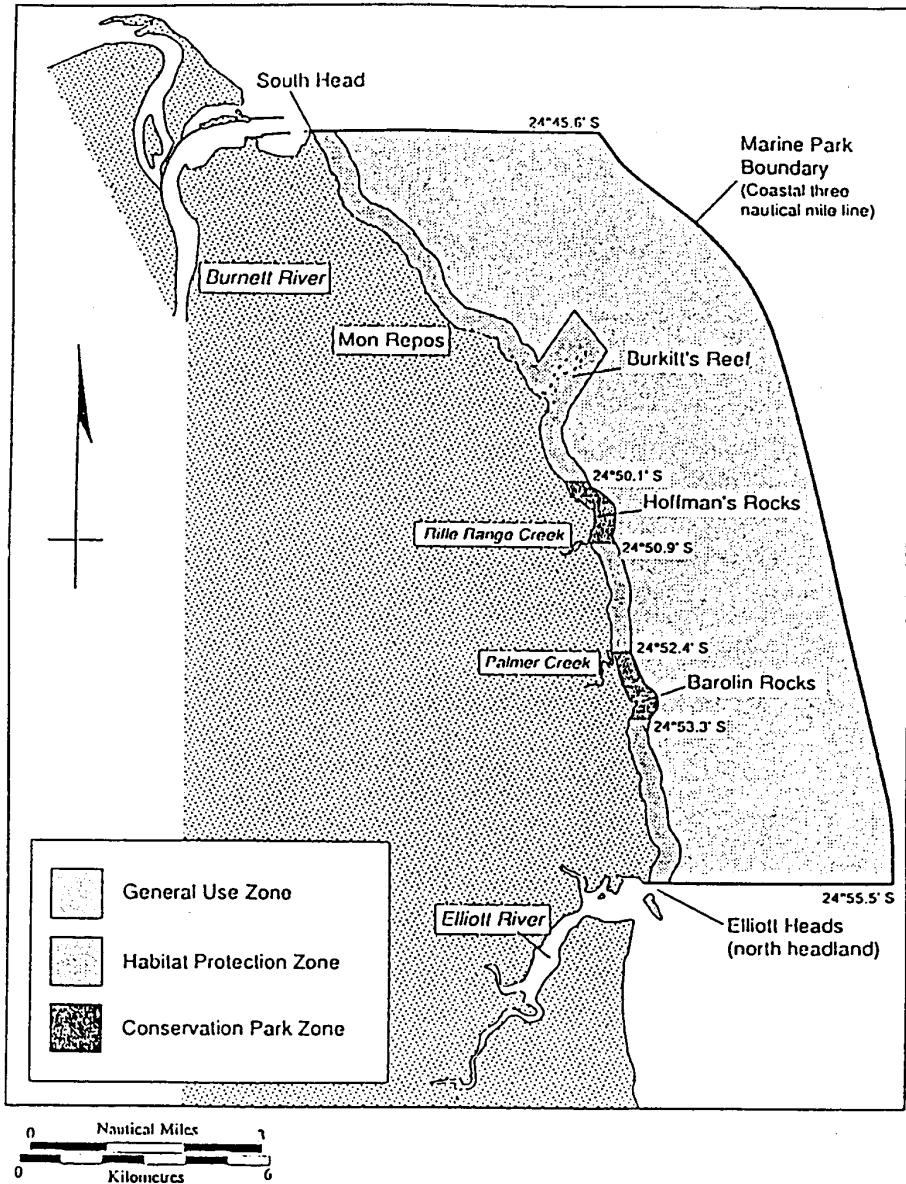 South Head
24°45.6' S
Marine Park
Boundary
(Coastal three
nautical mile line)
Burnett River
Mon Repos
Burkitt's Reef
24°50.1' S
Hoffman's Rocks
Rifle Range Creek
24°50.9' S
24°52.4' S
Palmer Creek
Barolin Rocks
24°53.3' S
General Use Zone
Habitat Protection Zone
Conservation Park Zone
24°55.5' S
Elliott River
Elliott Heads
(north headland)
0 Nautical Miles 3
0 Kilometres 6